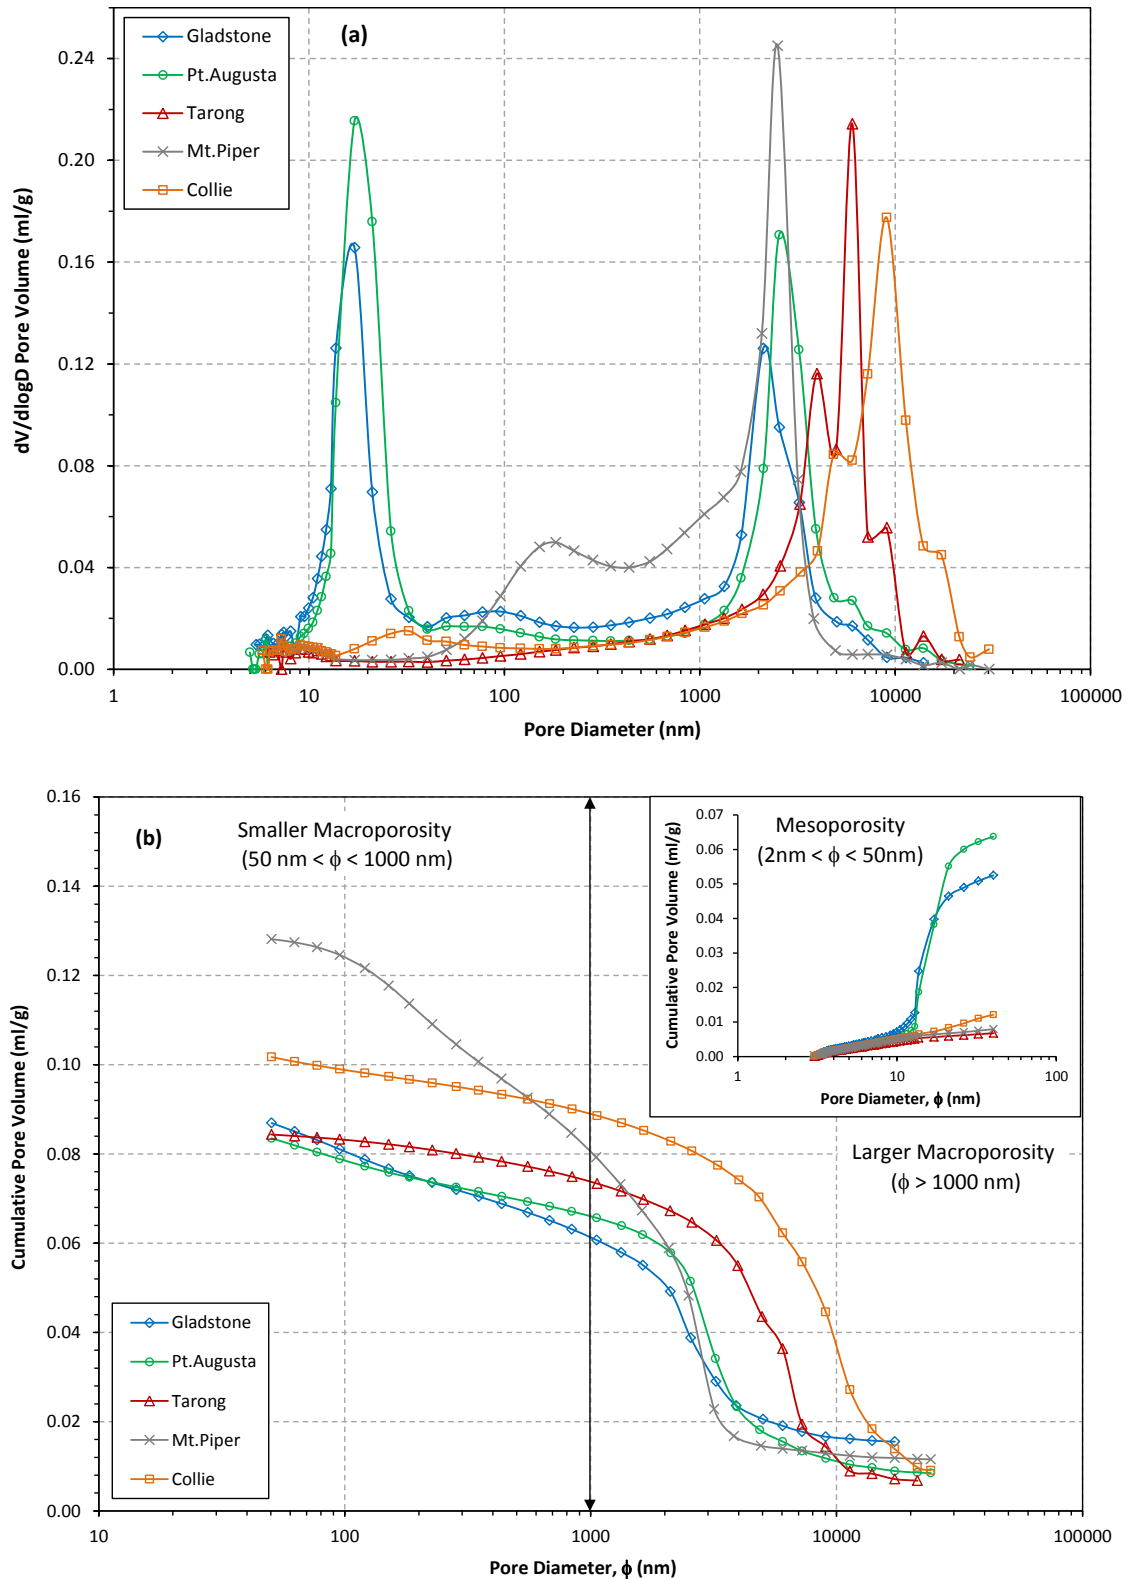 (a)
Gladstone
Pt.Augusta
Tarong
Mt.Piper
Collie
dV/dlogD Pore Volume (ml/g)
0.24
0.20
0.16
0.12
0.08
0.04
0.00
1 10 100 1000 10000 100000
Pore Diameter (nm)
(b)
Smaller Macroporosity
(50 nm < ϕ < 1000 nm)
Cumulative Pore Volume (ml/g)
0.16
0.14
0.12
0.10
0.08
0.06
0.04
0.02
0.00
Mesoporosity
(2nm < ϕ < 50nm)
Cumulative Pore Volume (ml/g)
0.07
0.06
0.05
0.04
0.03
0.02
0.01
0.00
1 10 100
Pore Diameter, ϕ (nm)
Larger Macroporosity
(ϕ > 1000 nm)
Gladstone
Pt.Augusta
Tarong
Mt.Piper
Collie
10 100 1000 10000 100000
Pore Diameter, ϕ (nm)